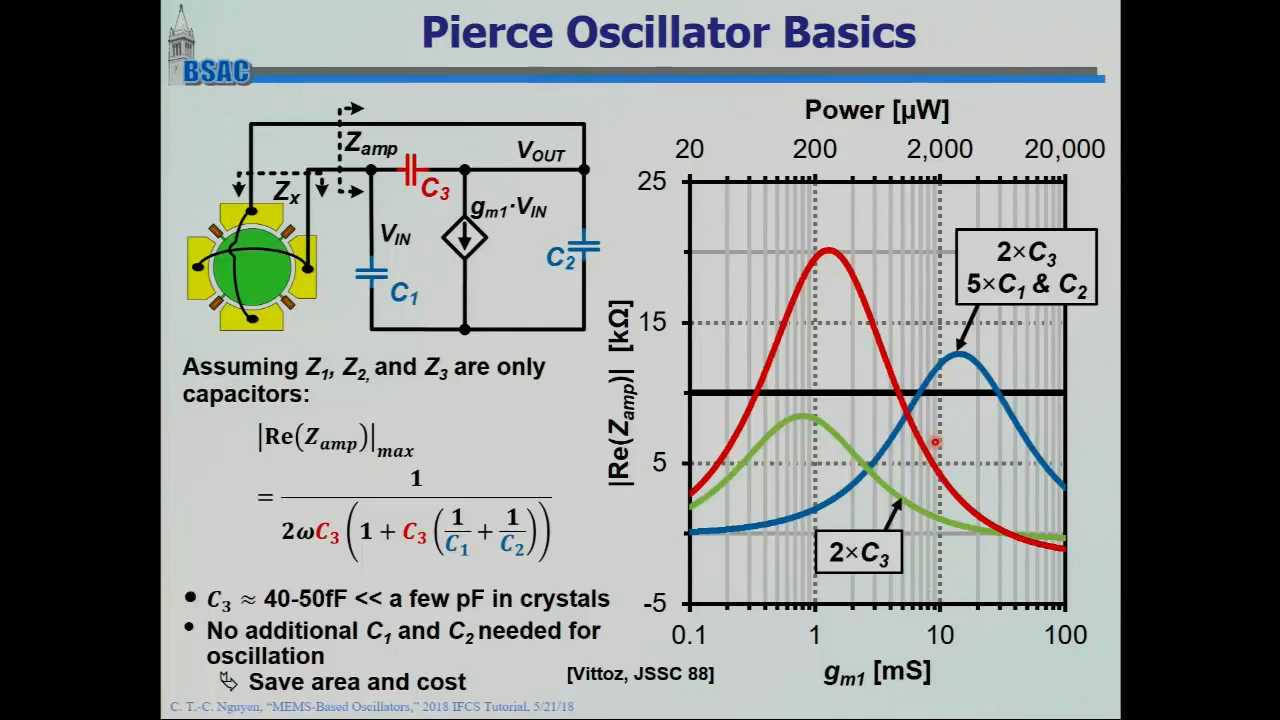 Pierce Oscillator Basics
BSAC
Zamp
C3
VOUT
Zx
gm1·VIN
VIN
C2
C1
Assuming Z1, Z2, and Z3 are only
capacitors:
|Re(Zamp)|max
= 1 / 2ωC3 (1 + C3 (1/C1 + 1/C2))
• C3 ≈ 40-50fF << a few pF in crystals
• No additional C1 and C2 needed for
oscillation
Save area and cost
[Vittoz, JSSC 88]
Power [µW]
20 200 2,000 20,000
25
15
5
-5
|Re(Zamp)| [kΩ]
2×C3
5×C1 & C2
2×C3
0.1 1 10 100
gm1 [mS]
C. T.-C. Nguyen, “MEMS-Based Oscillators,” 2018 IFCS Tutorial, 5/21/18